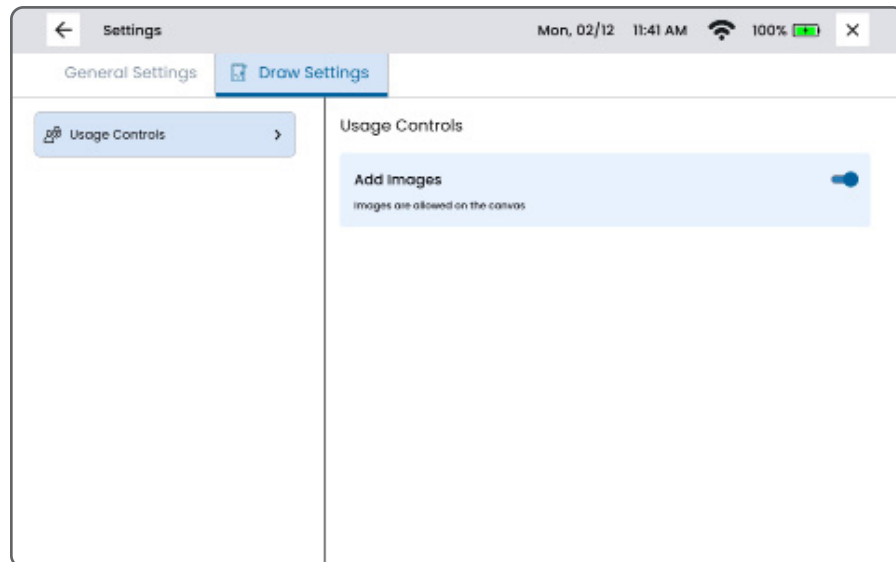 Settings
Mon, 02/12 11:41 AM 100%
General Settings
Draw Settings
Usage Controls
Usage Controls
Add Images
Images are allowed on the canvas